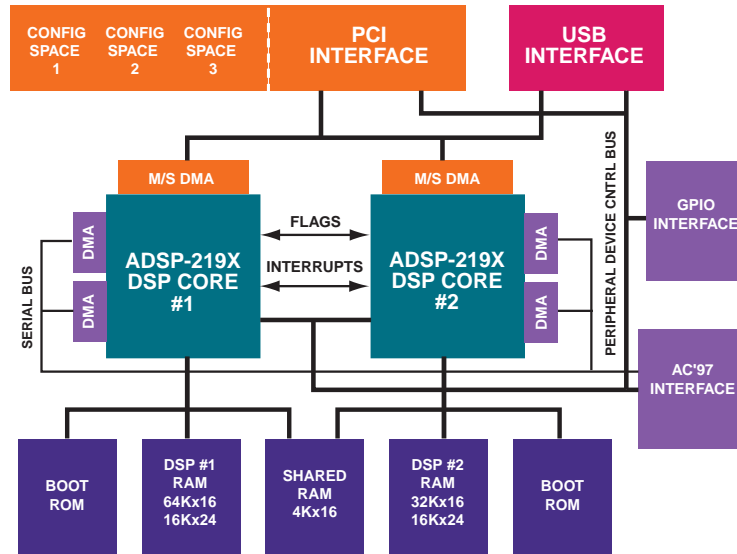 CONFIG
SPACE
1
CONFIG
SPACE
2
CONFIG
SPACE
3
PCI
INTERFACE
USB
INTERFACE
M/S DMA
M/S DMA
PERIPHERAL DEVICE CNTRL BUS
GPIO
INTERFACE
SERIAL BUS
DMA
DMA
ADSP-219X
DSP CORE
#1
FLAGS
INTERRUPTS
ADSP-219X
DSP CORE
#2
DMA
DMA
AC'97
INTERFACE
BOOT
ROM
DSP #1
RAM
64Kx16
16Kx24
SHARED
RAM
4Kx16
DSP #2
RAM
32Kx16
16Kx24
BOOT
ROM